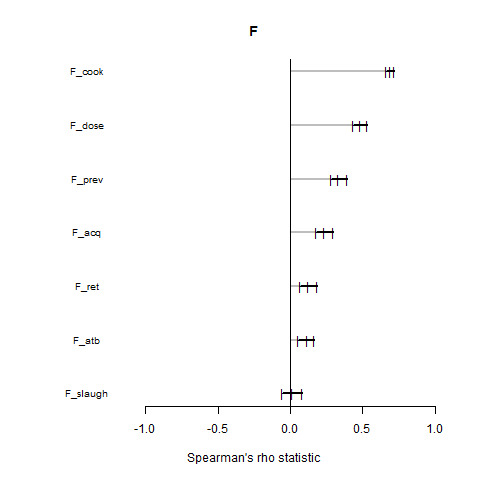 F
F_cook
F_dose
F_prev
F_acq
F_ret
F_atb
F_slaugh
-1.0 -0.5 0.0 0.5 1.0
Spearman's rho statistic